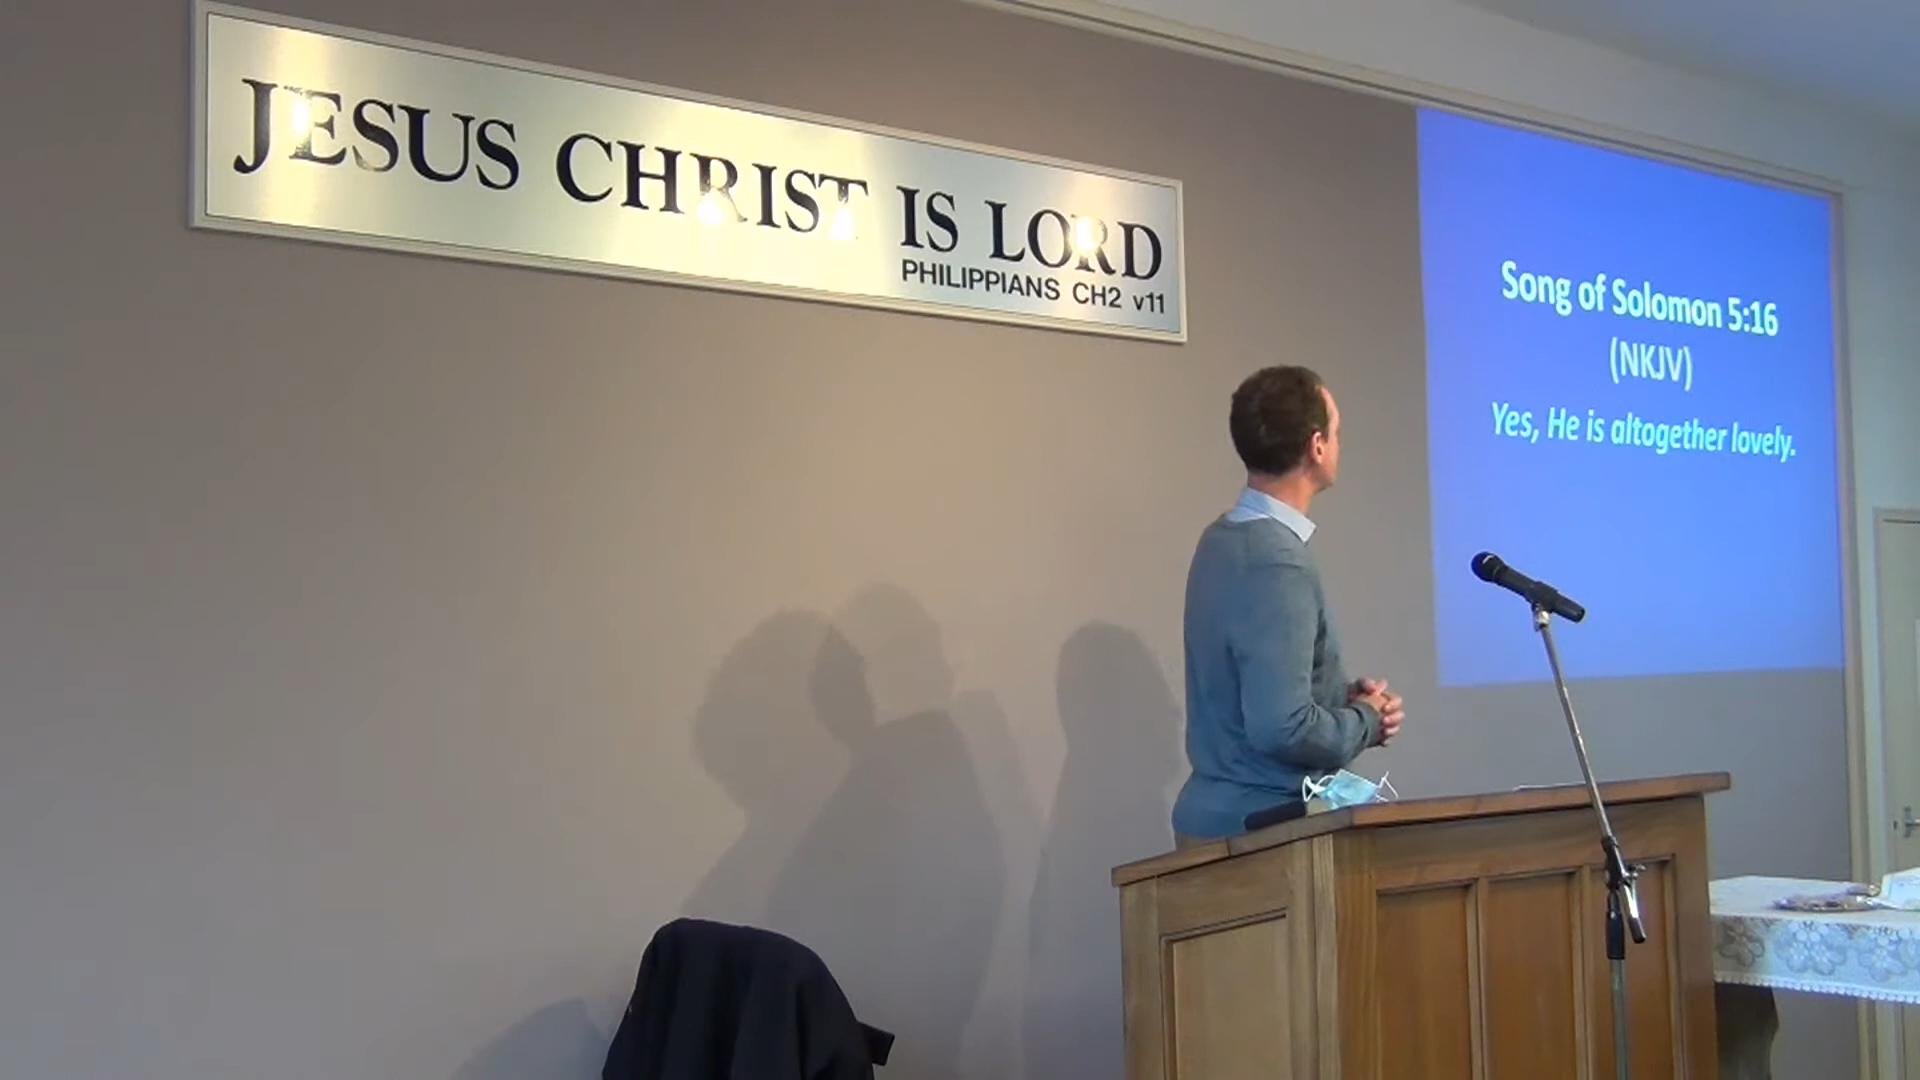 JESUS CHRIST IS LORD
PHILIPPIANS CH2 v11
Song of Solomon 5:16
(NKJV)
Yes, He is altogether lovely.